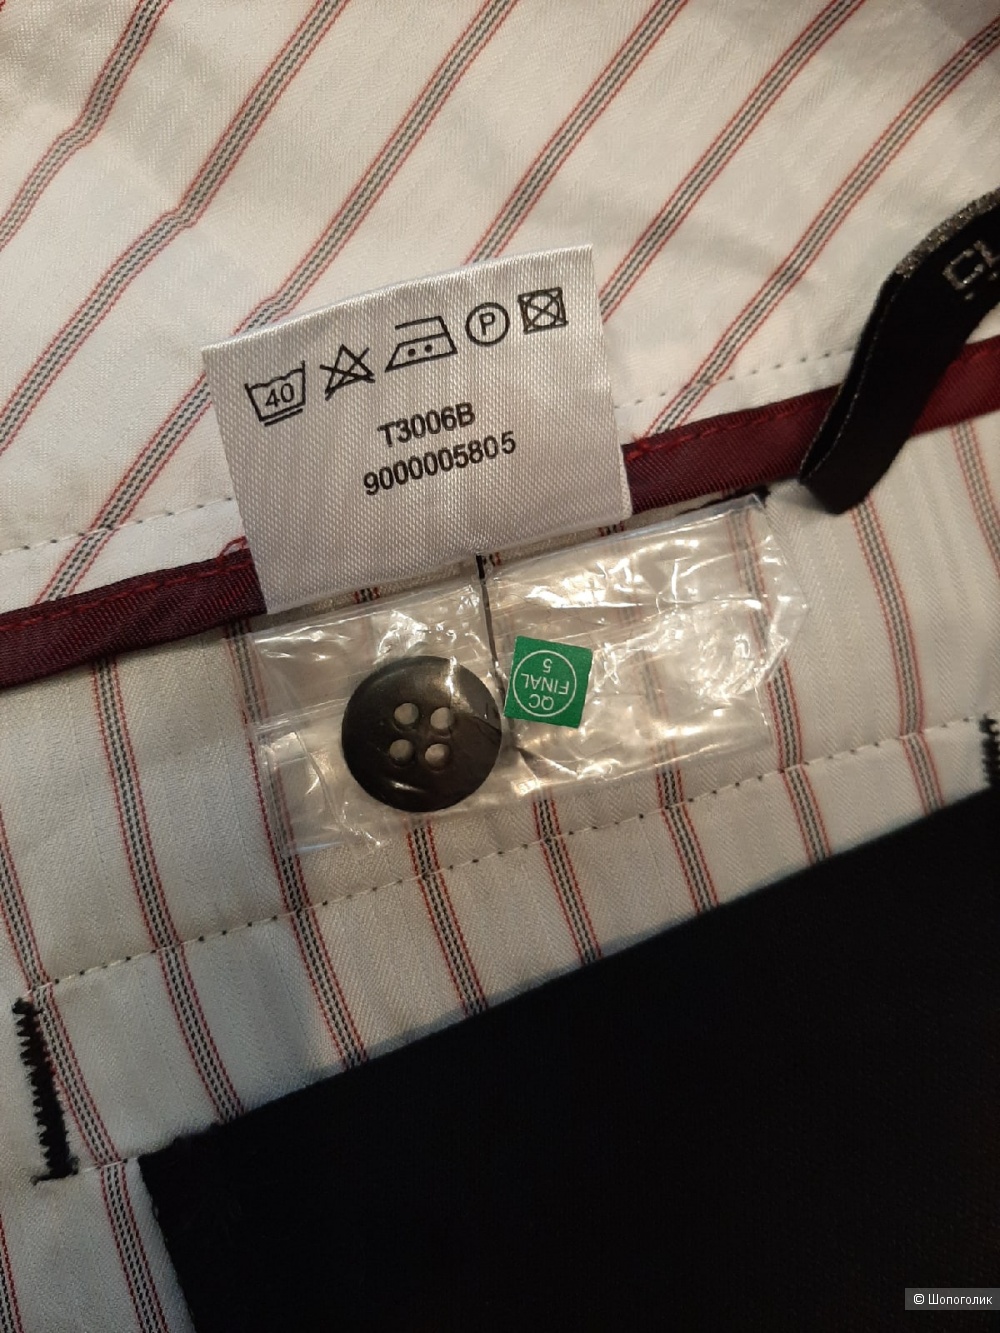 40
P
T3006B
9000005805
QC
FINAL
5
© Шопоголик